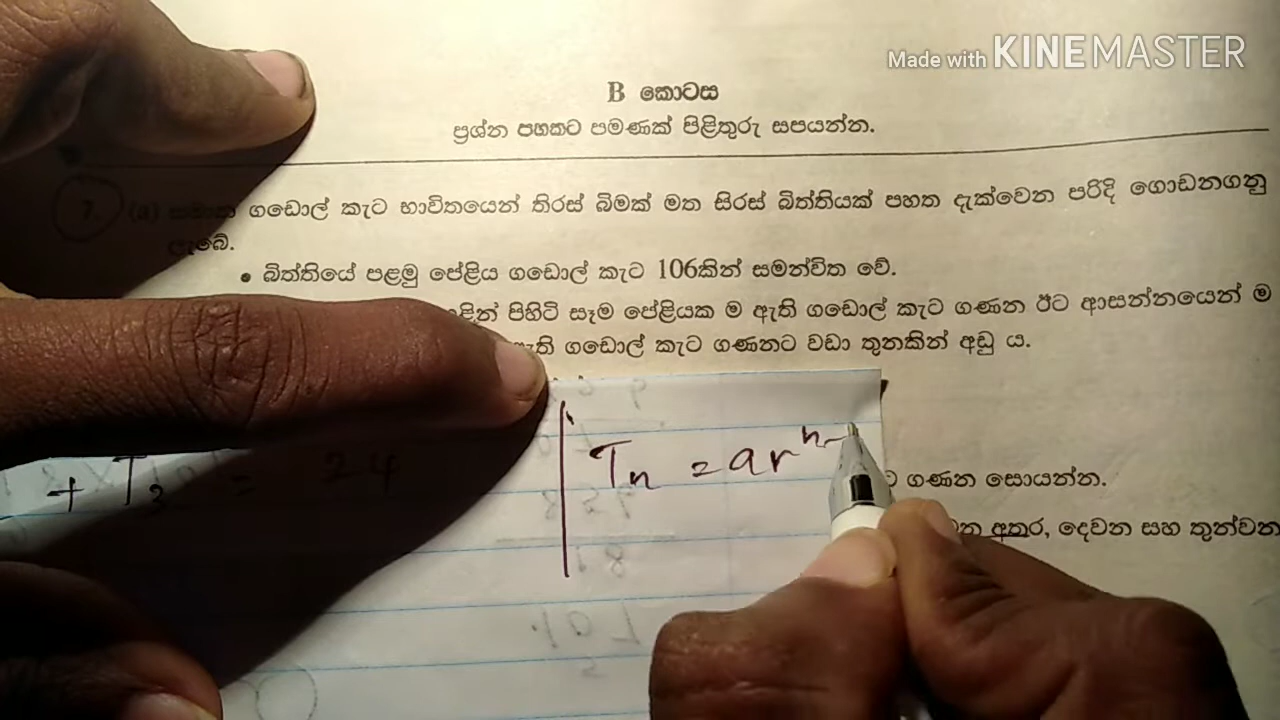 Made with KINEMASTER
B කොටස
ප්‍රශ්න පහකට පමණක් පිළිතුරු සපයන්න.
7. (a) සමාන ගඩොල් කැට භාවිතයෙන් තිරස් බිමක් මත සිරස් බිත්තියක් පහත දැක්වෙන පරිදි ගොඩනගනු
ලැබේ.
• බිත්තියේ පළමු පේළිය ගඩොල් කැට 106කින් සමන්විත වේ.
පිහිටි සෑම පේළියක ම ඇති ගඩොල් කැට ගණන ඊට ආසන්නයෙන් ම
ඇති ගඩොල් කැට ගණනට වඩා තුනකින් අඩු ය.
+ T3 = 24
Tn = ar^n-
ගණන සොයන්න.
අතර, දෙවන සහ තුන්වන